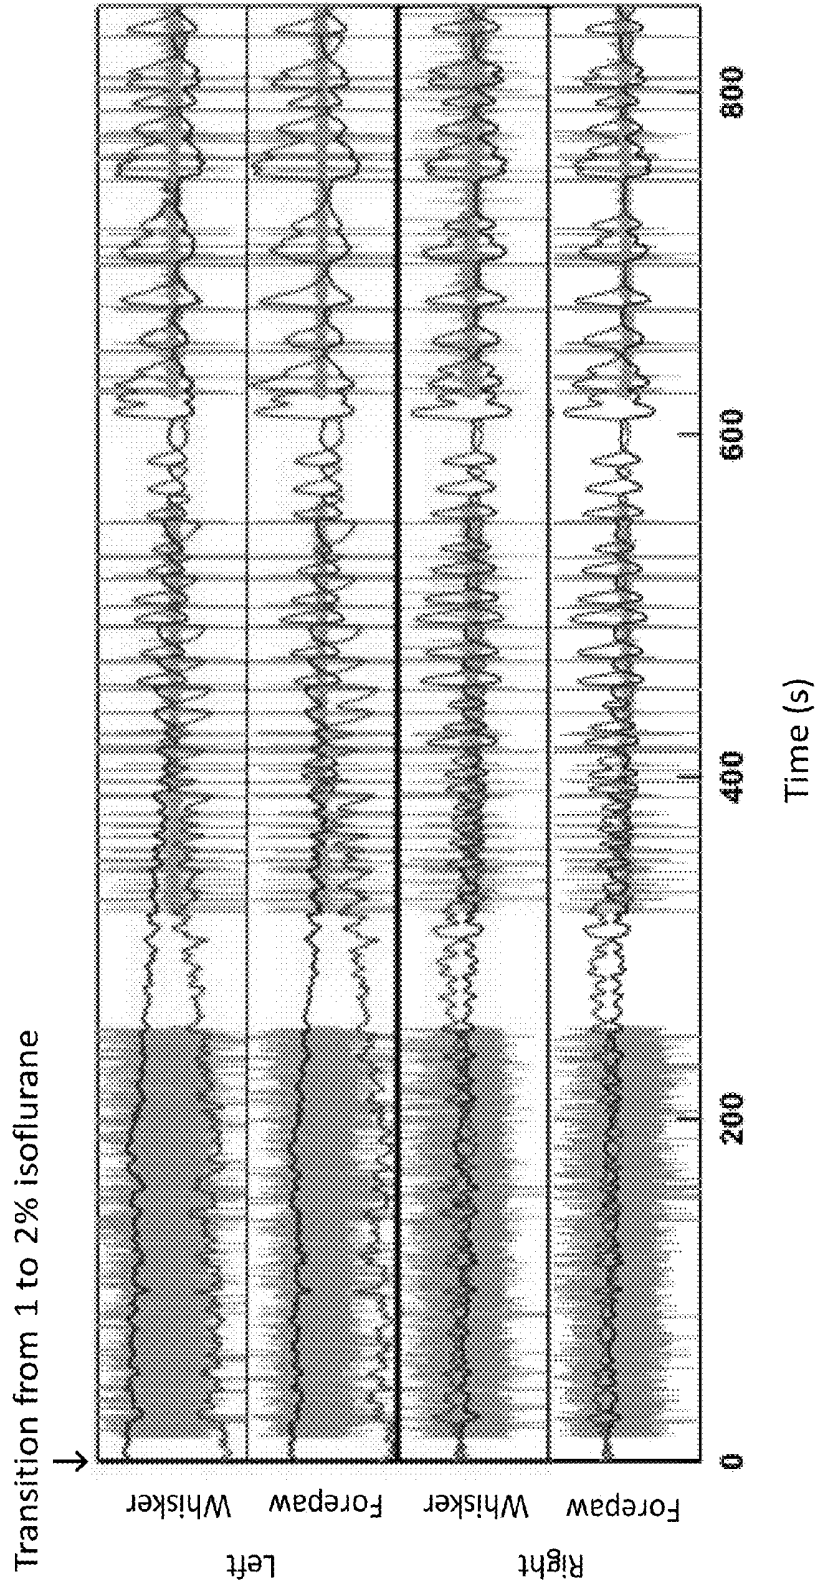 Transition from 1 to 2% isoflurane
Left
Whisker
Forepaw
Right
Whisker
Forepaw
0
200
400
600
800
Time (s)